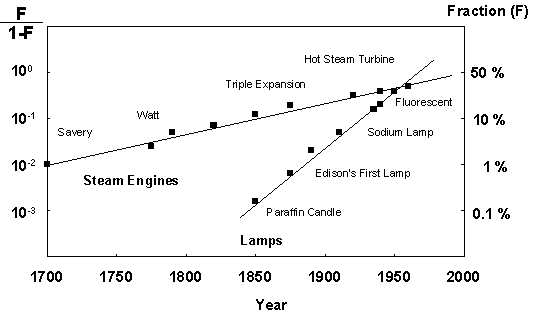 F
1-F
Fraction (F)
Hot Steam Turbine
10⁰
50 %
Triple Expansion
Fluorescent
Watt
10⁻¹
10 %
Savery
Sodium Lamp
10⁻²
1 %
Steam Engines
Edison's First Lamp
10⁻³
Paraffin Candle
0.1 %
Lamps
1700 1750 1800 1850 1900 1950 2000
Year